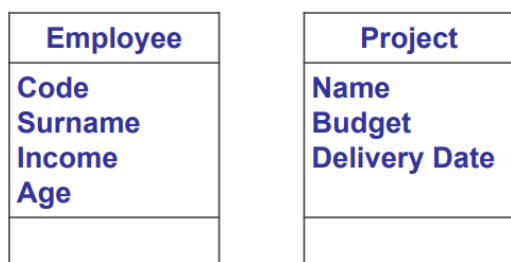 Employee
Code
Surname
Income
Age
Project
Name
Budget
Delivery Date